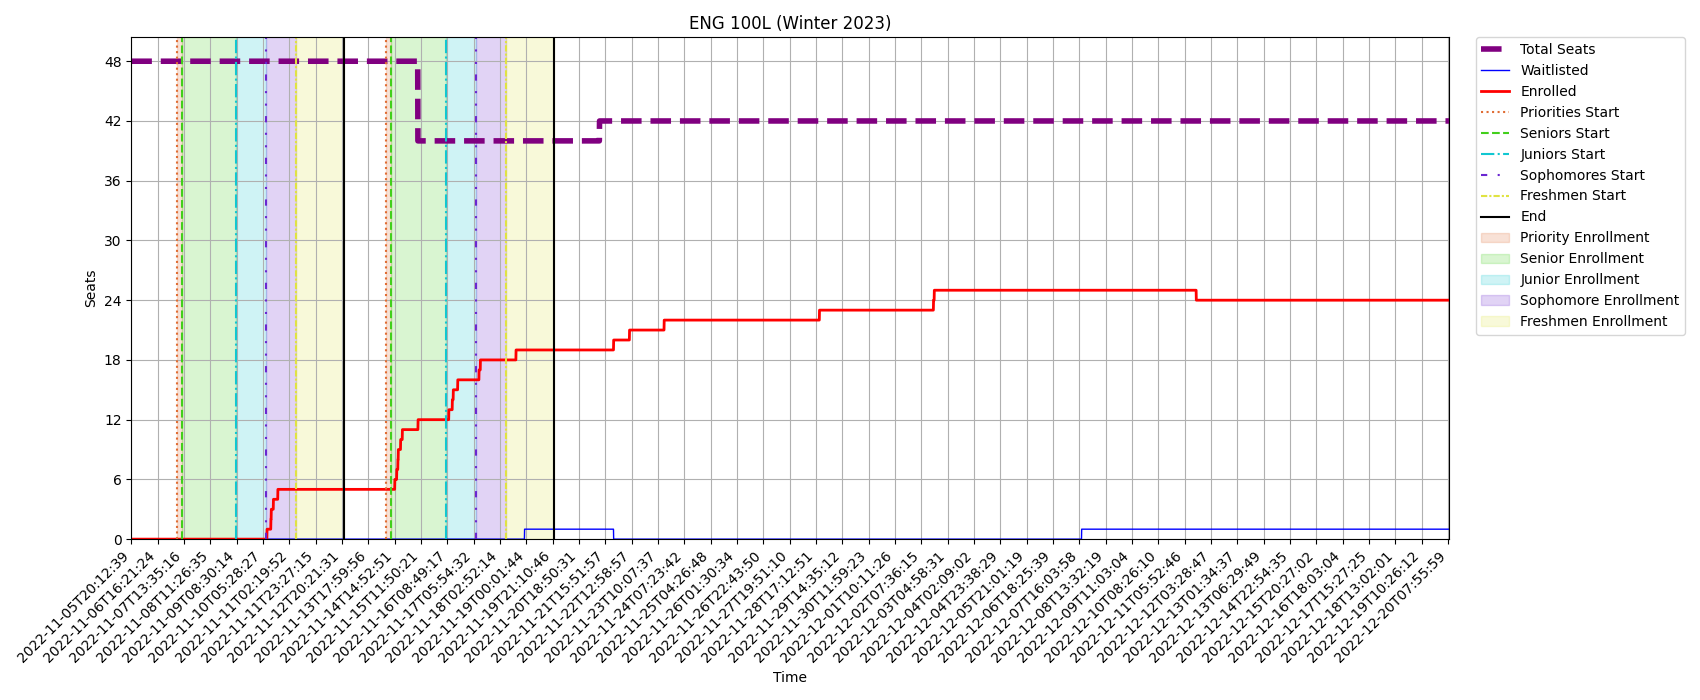 ENG 100L (Winter 2023)
Seats
48
42
36
30
24
18
12
6
0
2022-11-05T20:12:39
2022-11-06T16:21:24
2022-11-07T13:35:16
2022-11-08T11:26:35
2022-11-09T08:30:14
2022-11-10T05:28:27
2022-11-11T02:19:52
2022-11-11T23:27:15
2022-11-12T20:21:31
2022-11-13T17:59:56
2022-11-14T14:52:51
2022-11-15T11:50:21
2022-11-16T08:49:17
2022-11-17T05:54:32
2022-11-18T02:52:14
2022-11-19T00:01:44
2022-11-19T21:10:46
2022-11-20T18:50:31
2022-11-21T15:51:57
2022-11-22T12:58:57
2022-11-23T10:07:37
2022-11-24T07:23:42
2022-11-25T04:26:48
2022-11-26T01:30:34
2022-11-26T22:43:50
2022-11-27T19:51:10
2022-11-28T17:12:51
2022-11-29T14:35:12
2022-11-30T11:59:23
2022-12-01T10:11:26
2022-12-02T07:36:15
2022-12-03T04:58:31
2022-12-04T02:09:02
2022-12-04T23:38:29
2022-12-05T21:01:19
2022-12-06T18:25:39
2022-12-07T16:03:58
2022-12-08T13:32:19
2022-12-09T11:03:04
2022-12-10T08:26:10
2022-12-11T05:52:46
2022-12-12T03:28:47
2022-12-13T01:34:37
2022-12-13T06:29:49
2022-12-14T22:54:35
2022-12-15T20:27:02
2022-12-16T18:03:04
2022-12-17T15:27:25
2022-12-18T13:02:01
2022-12-19T10:26:12
2022-12-20T07:55:59
Time
Total Seats
Waitlisted
Enrolled
Priorities Start
Seniors Start
Juniors Start
Sophomores Start
Freshmen Start
End
Priority Enrollment
Senior Enrollment
Junior Enrollment
Sophomore Enrollment
Freshmen Enrollment